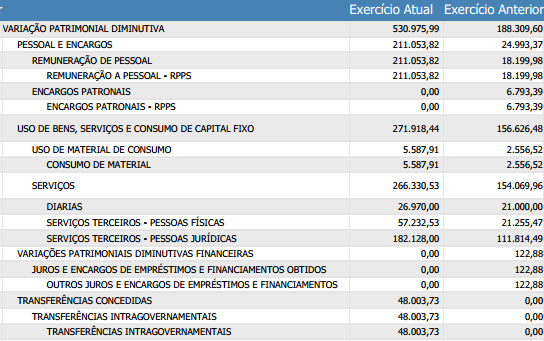 Exercício Atual Exercício Anterior
VARIAÇÃO PATRIMONIAL DIMINUTIVA 530.975,99 188.309,60
PESSOAL E ENCARGOS 211.053,82 24.993,37
REMUNERAÇÃO DE PESSOAL 211.053,82 18.199,98
REMUNERAÇÃO A PESSOAL - RPPS 211.053,82 18.199,98
ENCARGOS PATRONAIS 0,00 6.793,39
ENCARGOS PATRONAIS - RPPS 0,00 6.793,39
USO DE BENS, SERVIÇOS E CONSUMO DE CAPITAL FIXO 271.918,44 156.626,48
USO DE MATERIAL DE CONSUMO 5.587,91 2.556,52
CONSUMO DE MATERIAL 5.587,91 2.556,52
SERVIÇOS 266.330,53 154.069,96
DIARIAS 26.970,00 21.000,00
SERVIÇOS TERCEIROS - PESSOAS FÍSICAS 57.232,53 21.255,47
SERVIÇOS TERCEIROS - PESSOAS JURÍDICAS 182.128,00 111.814,49
VARIAÇÕES PATRIMONIAIS DIMINUTIVAS FINANCEIRAS 0,00 122,88
JUROS E ENCARGOS DE EMPRÉSTIMOS E FINANCIAMENTOS OBTIDOS 0,00 122,88
OUTROS JUROS E ENCARGOS DE EMPRÉSTIMOS E FINANCIAMENTOS 0,00 122,88
TRANSFERÊNCIAS CONCEDIDAS 48.003,73 0,00
TRANSFERÊNCIAS INTRAGOVERNAMENTAIS 48.003,73 0,00
TRANSFERÊNCIAS INTRAGOVERNAMENTAIS 48.003,73 0,00